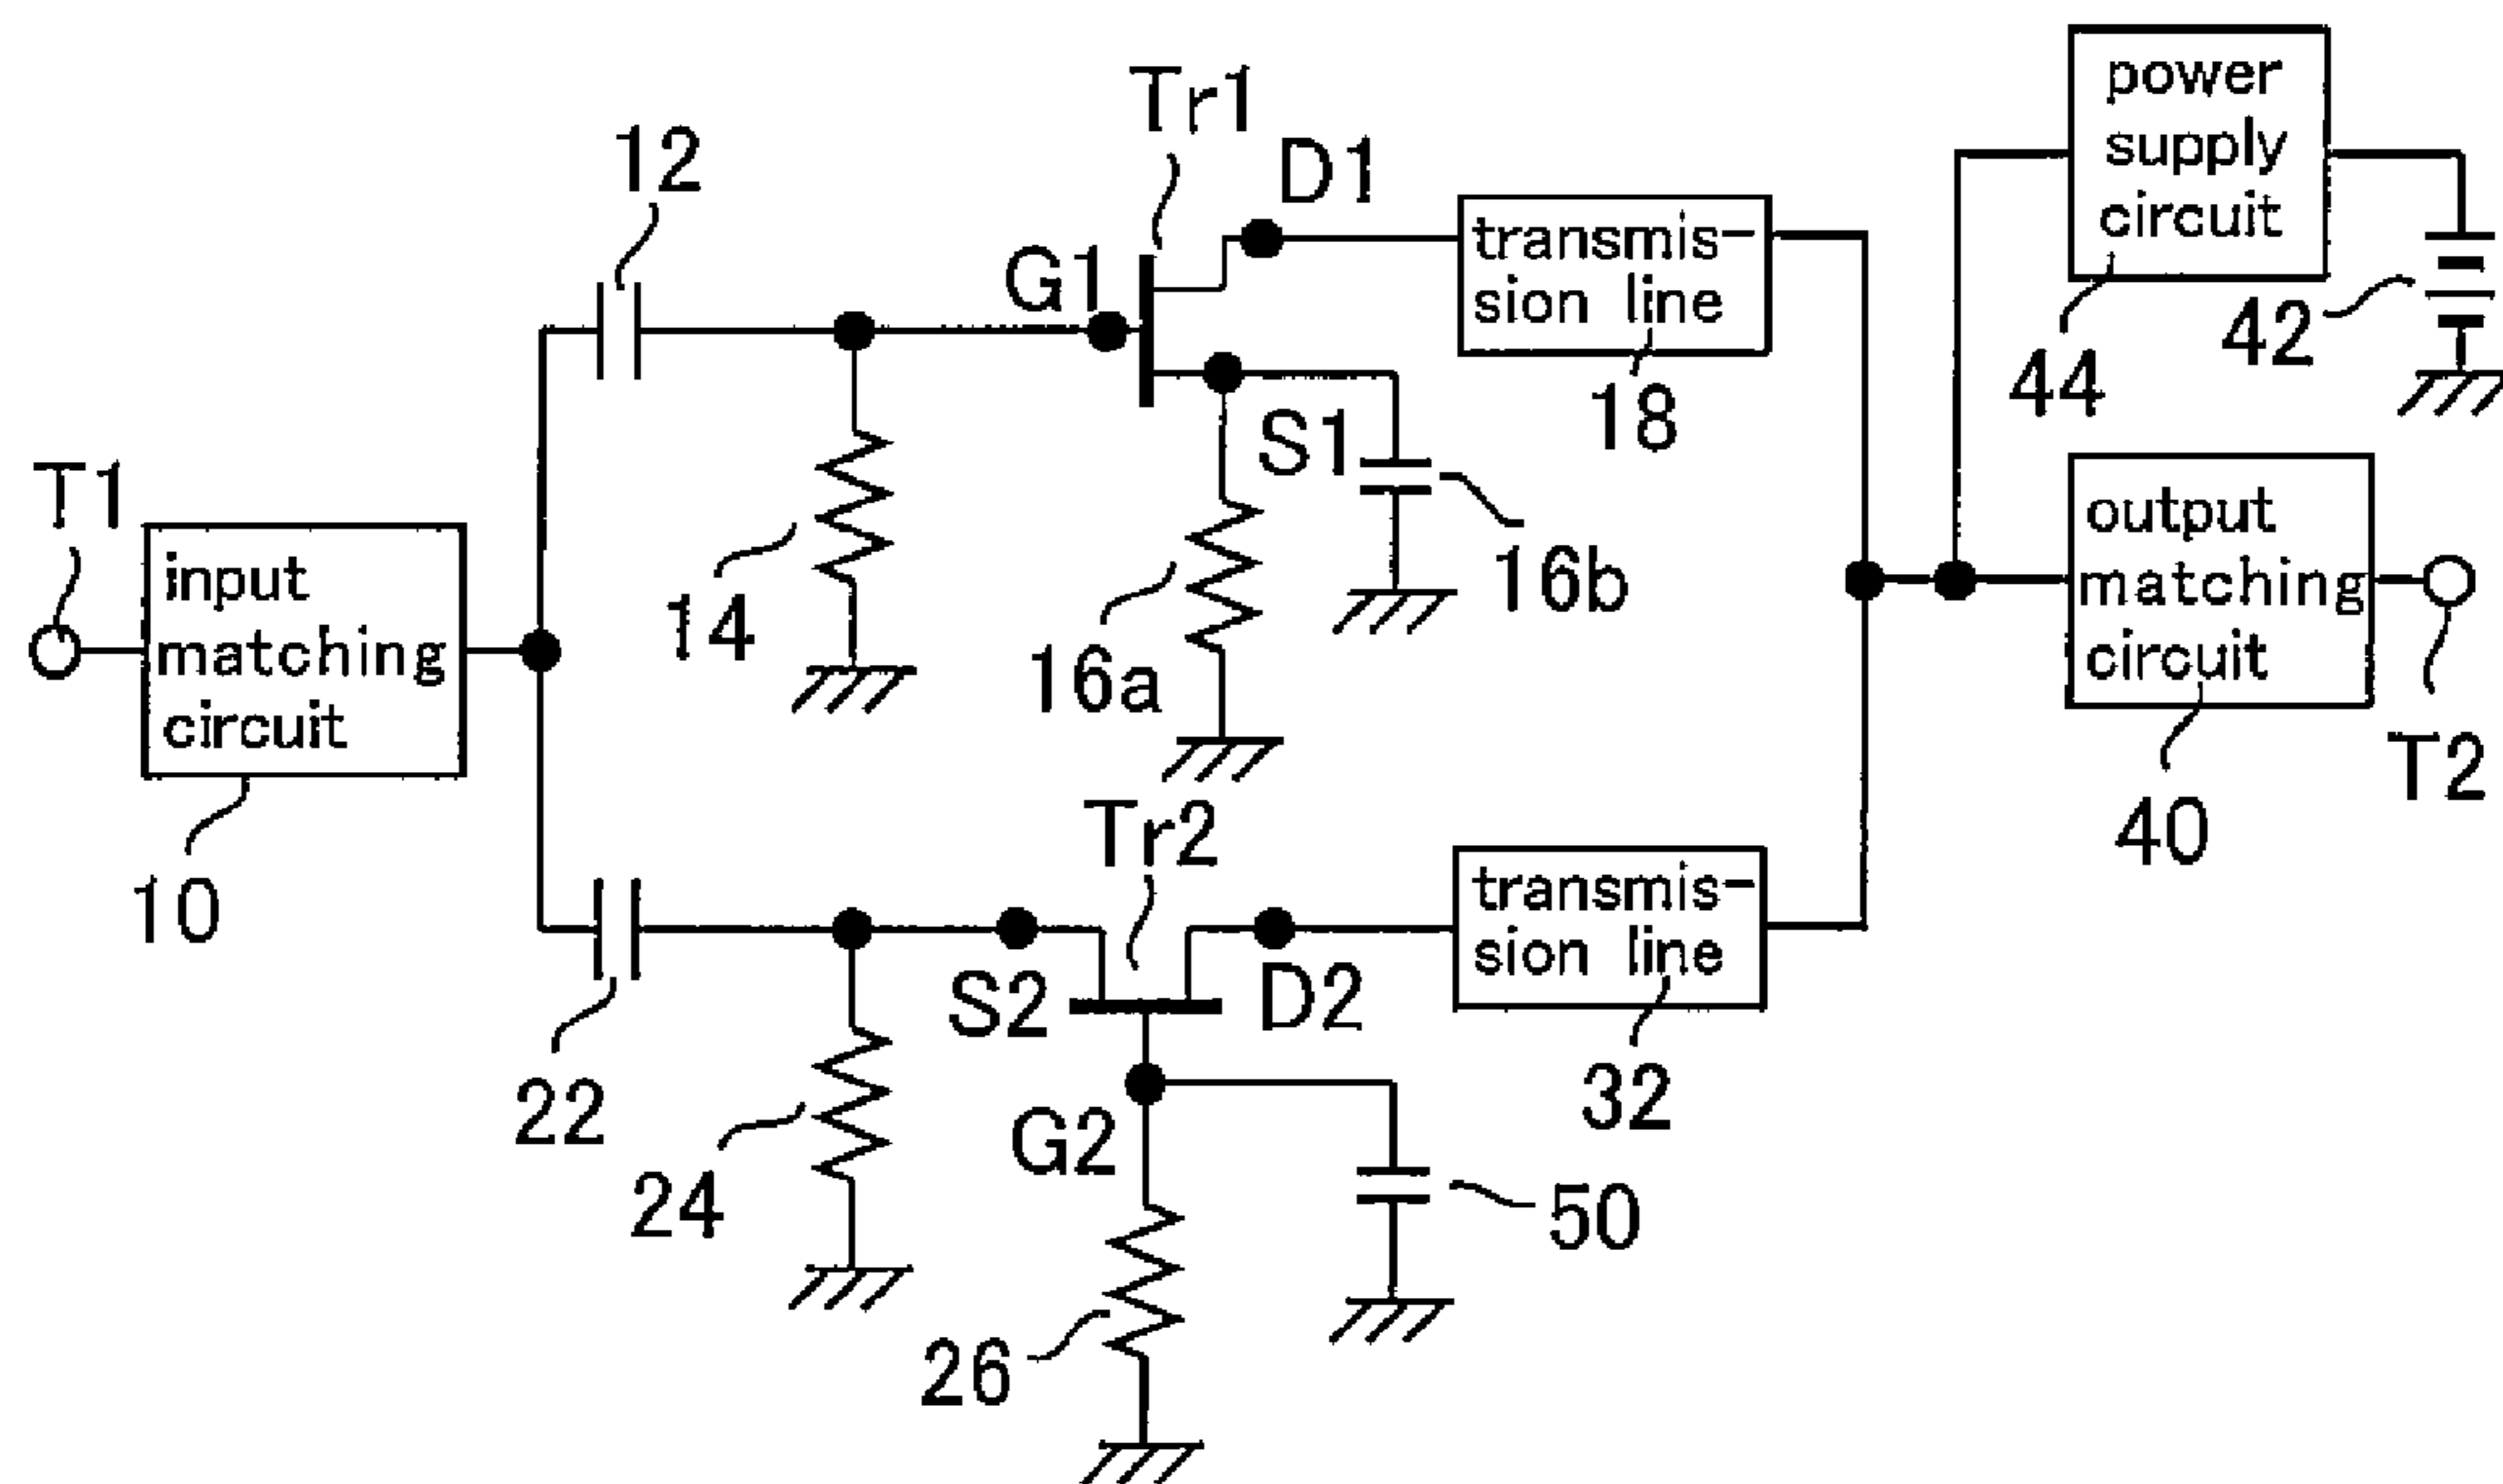 Tr1
D1
power
supply
circuit
12
G1
transmis-
sion line
42
44
18
S1
T1
16b
input
matching
circuit
14
16a
output
matching
circuit
T2
10
Tr2
40
transmis-
sion line
S2
D2
22
G2
32
24
50
26